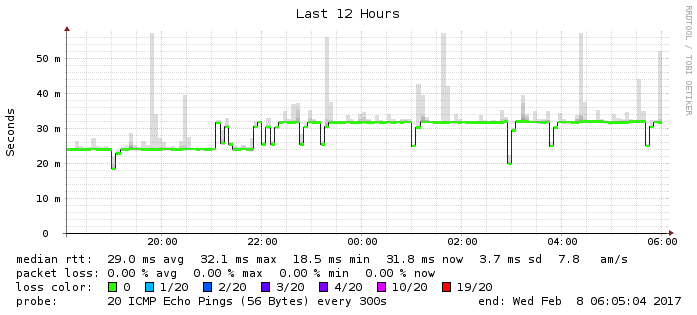 Last 12 Hours
RRDTOOL / TOBI OETIKER
Seconds
50 m
40 m
30 m
20 m
10 m
0
20:00 22:00 00:00 02:00 04:00 06:00
median rtt: 29.0 ms avg 32.1 ms max 18.5 ms min 31.8 ms now 3.7 ms sd 7.8 am/s
packet loss: 0.00 % avg 0.00 % max 0.00 % min 0.00 % now
loss color: 0 1/20 2/20 3/20 4/20 10/20 19/20
probe: 20 ICMP Echo Pings (56 Bytes) every 300s end: Wed Feb 8 06:05:04 2017